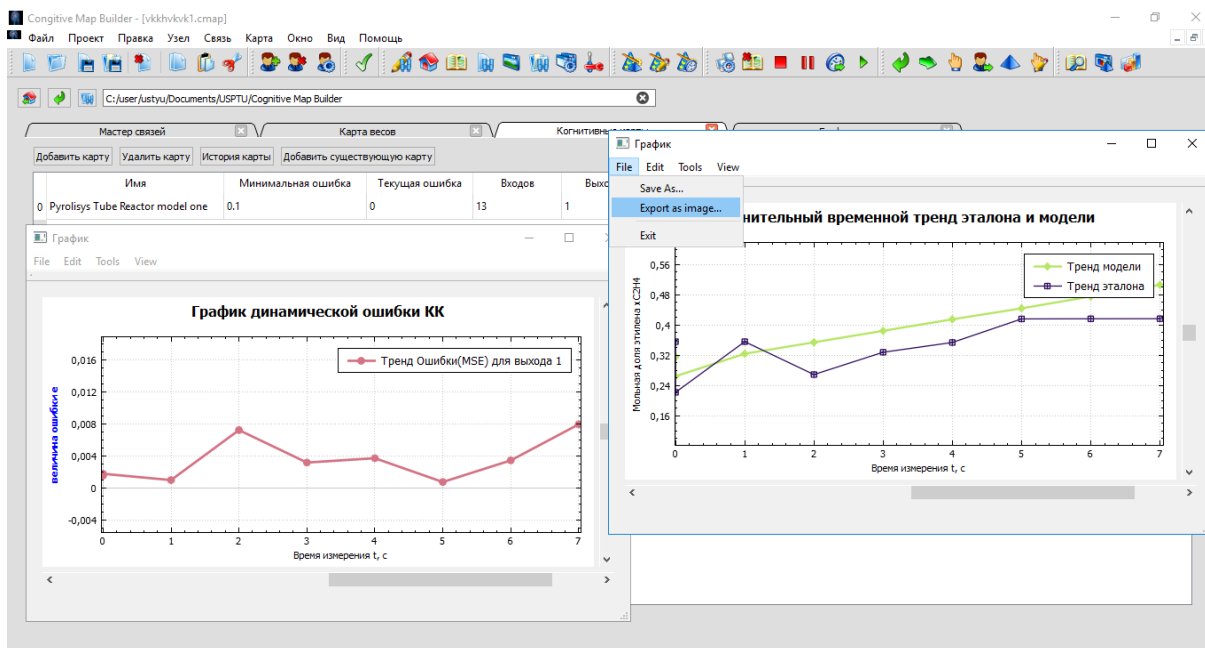 Congitive Map Builder - [vkkhvkvk1.cmap]
Файл Проект Правка Узел Связь Карта Окно Вид Помощь
C:/user/ustyu/Documents/USPTU/Cognitive Map Builder
Мастер связей Карта весов
Добавить карту Удалить карту История карты Добавить существующую карту
Имя Минимальная ошибка Текущая ошибка Входов
0 Pyrolisys Tube Reactor model one 0.1 0 13 1
График
File Edit Tools View
График динамической ошибки КК
Тренд Ошибки(MSE) для выхода 1
величина ошибки e
0,016
0,012
0,008
0,004
0
-0,004
0 1 2 3 4 5 6 7
Время измерения t, c
График
File Edit Tools View
Save As...
Export as image...
Exit
временной тренд эталона и модели
Тренд модели
Тренд эталона
Мольная доля этилена xC2H4
0,56
0,48
0,4
0,32
0,24
0,16
0 1 2 3 4 5 6 7
Время измерения t, c